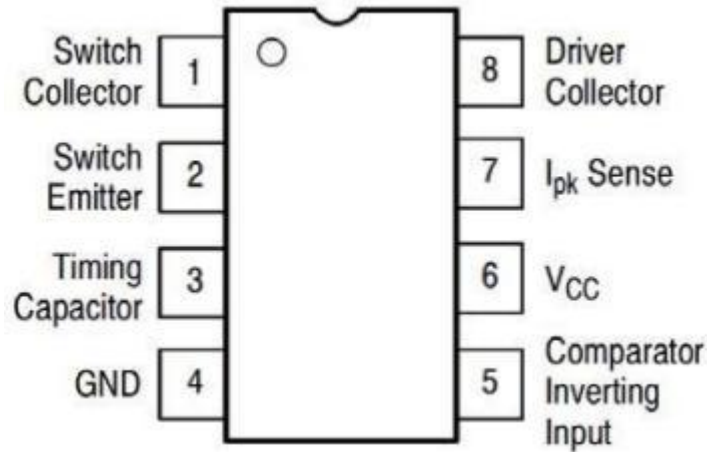 Switch
Collector
1
8
Driver
Collector
Switch
Emitter
2
7
Ipk Sense
Timing
Capacitor
3
6
VCC
GND
4
5
Comparator
Inverting
Input